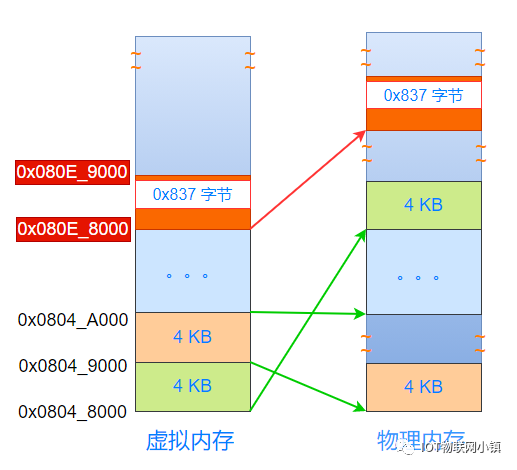 0x837 字节
0x080E_9000
0x837 字节
0x080E_8000
4 KB
。。。
。。。
0x0804_A000
4 KB
0x0804_9000
4 KB
4 KB
0x0804_8000
虚拟内存
物理内存
IOT物联网小镇